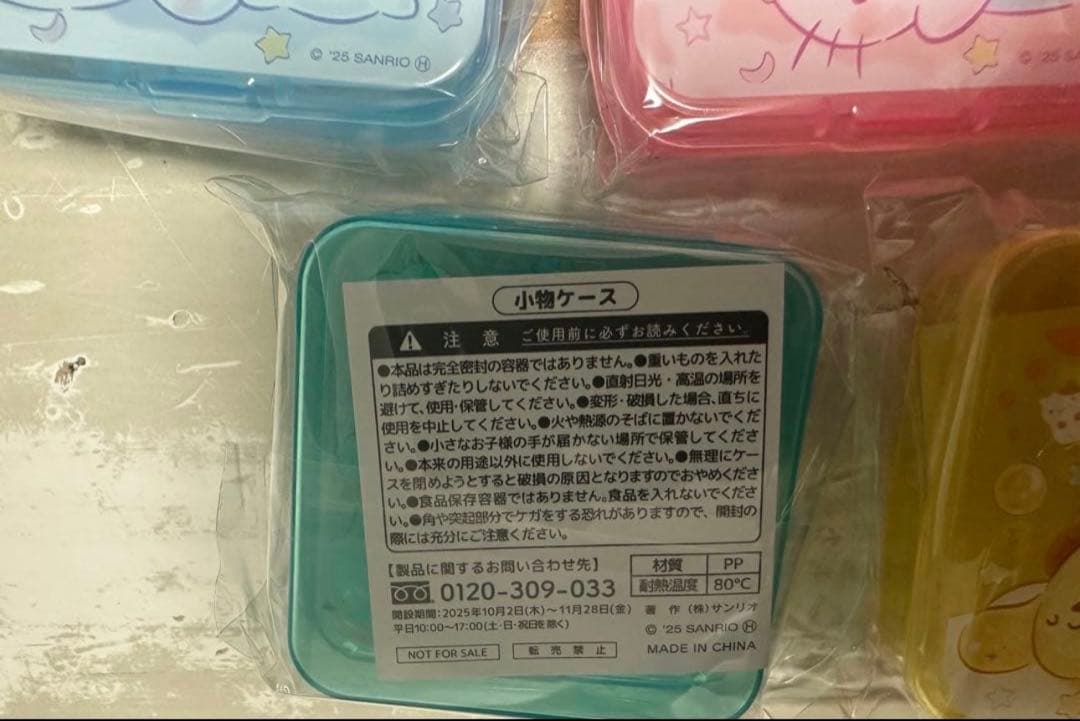 © '25 SANRIO Ⓗ
© '25 SA
小物ケース
注意 ご使用前に必ずお読みください。
●本品は完全密封の容器ではありません。●重いものを入れた
り詰めすぎたりしないでください。●直射日光・高温の場所を
避けて、使用・保管してください。●変形・破損した場合、直ちに
使用を中止してください。●火や熱源のそばに置かないでくだ
さい。●小さなお子様の手が届かない場所で保管してくださ
い。●本来の用途以外に使用しないでください。●無理にケー
スを閉めようとすると破損の原因となりますのでおやめくださ
い。●食品保存容器ではありません。食品を入れないでくださ
い。●角や突起部分でケガをする恐れがありますので、開封の
際には充分にご注意ください。
【製品に関するお問い合わせ先】
0120-309-033
開設期間:2025年10月2日(木)〜11月28日(金)
平日10:00〜17:00(土・日・祝日を除く)
NOT FOR SALE 転売禁止
材質 PP
耐熱温度 80℃
著作 (株)サンリオ
© '25 SANRIO Ⓗ
MADE IN CHINA